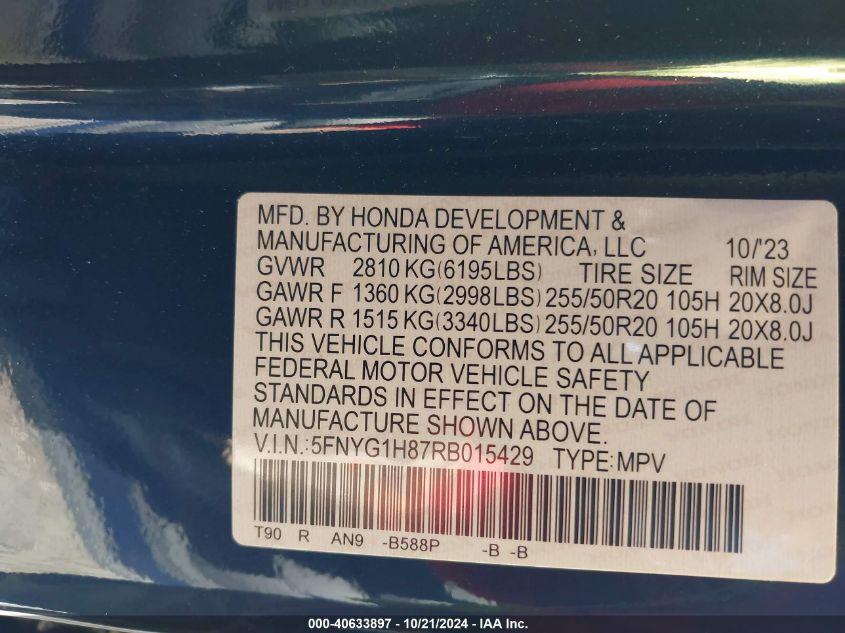 MFD. BY HONDA DEVELOPMENT &
MANUFACTURING OF AMERICA, LLC 10/'23
GVWR 2810 KG(6195LBS) TIRE SIZE RIM SIZE
GAWR F 1360 KG(2998LBS) 255/50R20 105H 20X8.0J
GAWR R 1515 KG(3340LBS) 255/50R20 105H 20X8.0J
THIS VEHICLE CONFORMS TO ALL APPLICABLE
FEDERAL MOTOR VEHICLE SAFETY
STANDARDS IN EFFECT ON THE DATE OF
MANUFACTURE SHOWN ABOVE.
V.I.N.:5FNYG1H87RB015429 TYPE:MPV
T90 R AN9 -B588P -B -B
000-40633897 - 10/21/2024 - IAA Inc.